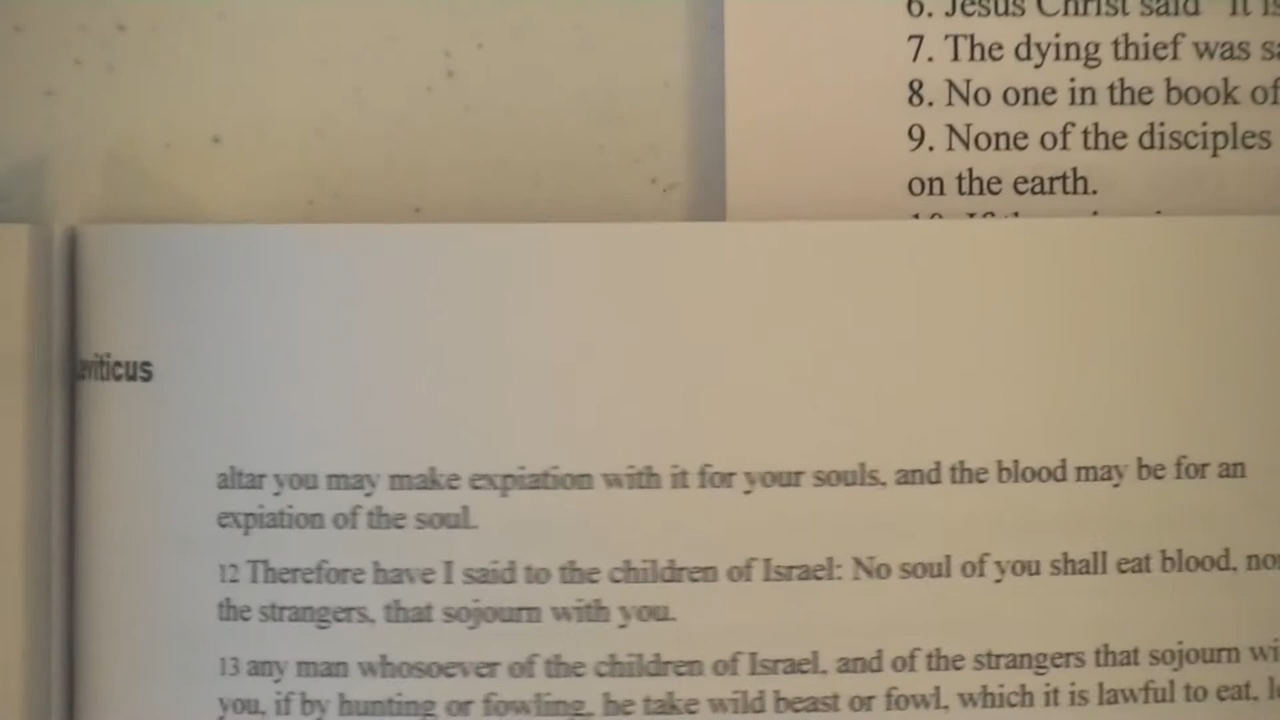 6. Jesus Christ said "It is
7. The dying thief was sa
8. No one in the book of
9. None of the disciples
on the earth.
eviticus
altar you may make expiation with it for your souls, and the blood may be for an
expiation of the soul.
12 Therefore have I said to the children of Israel: No soul of you shall eat blood, nor
the strangers, that sojourn with you.
13 any man whosoever of the children of Israel, and of the strangers that sojourn wi
you, if by hunting or fowling, he take wild beast or fowl, which it is lawful to eat, l